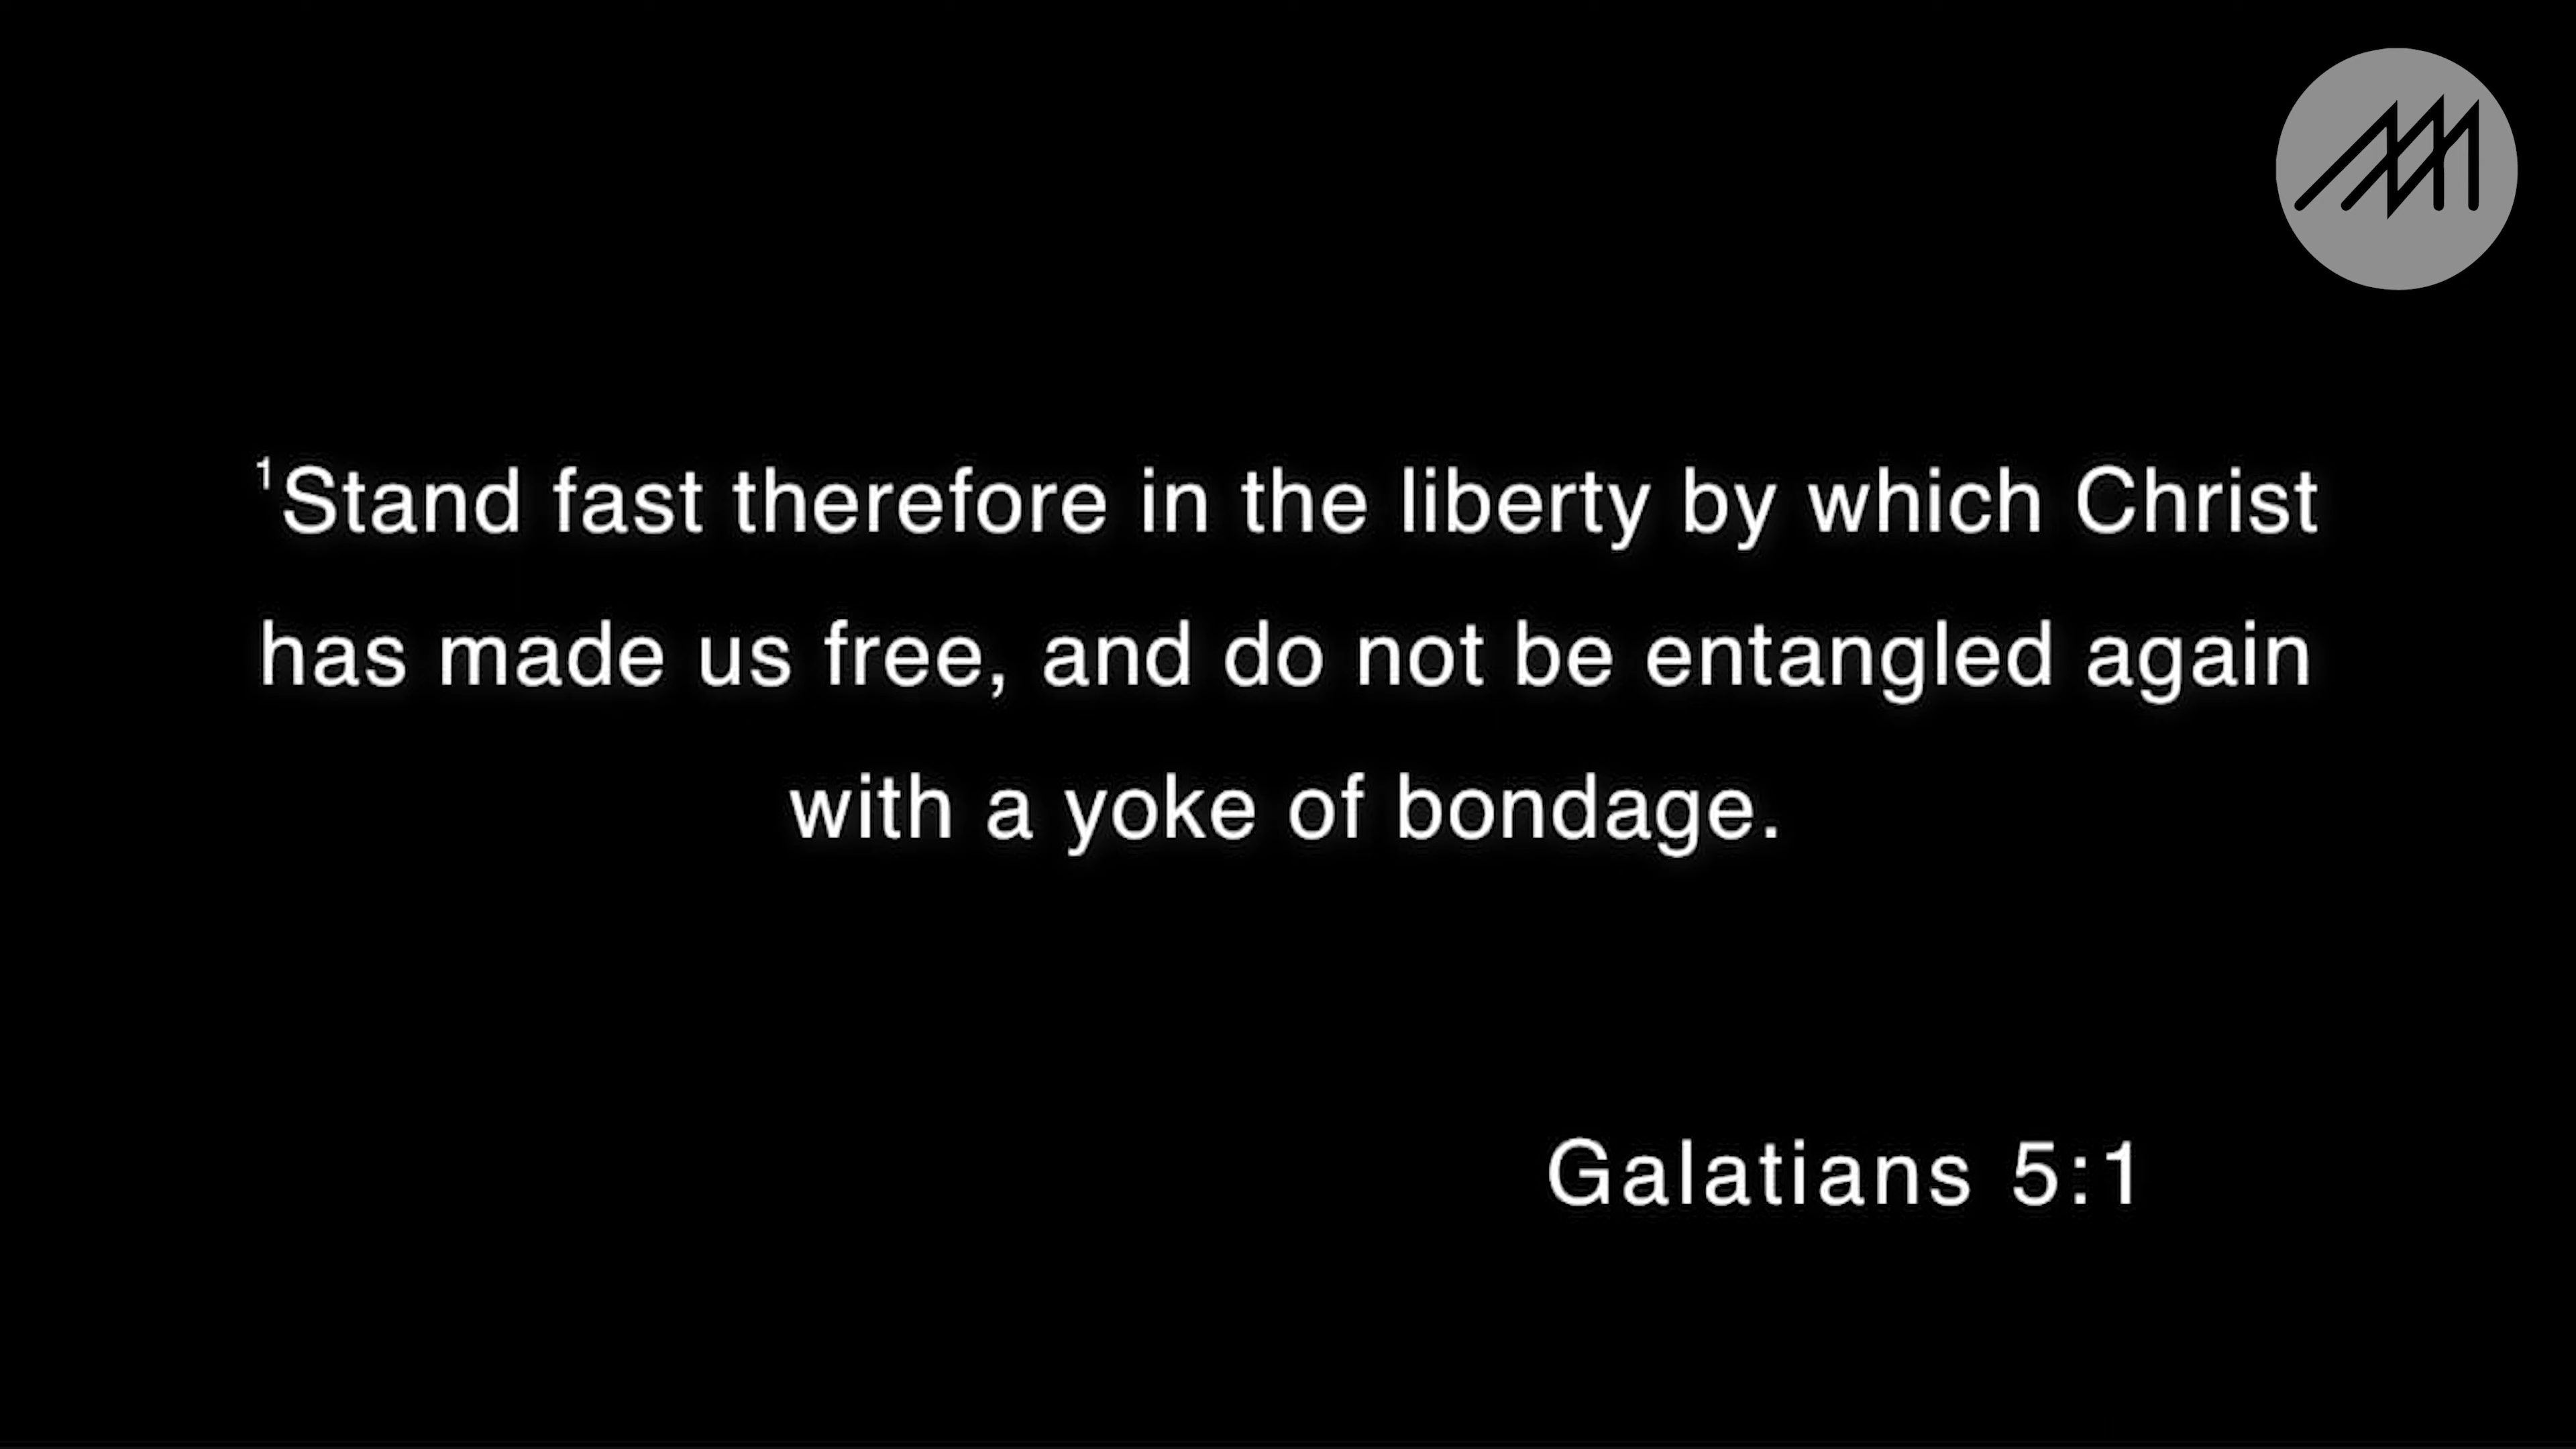 ¹Stand fast therefore in the liberty by which Christ
has made us free, and do not be entangled again
with a yoke of bondage.
Galatians 5:1